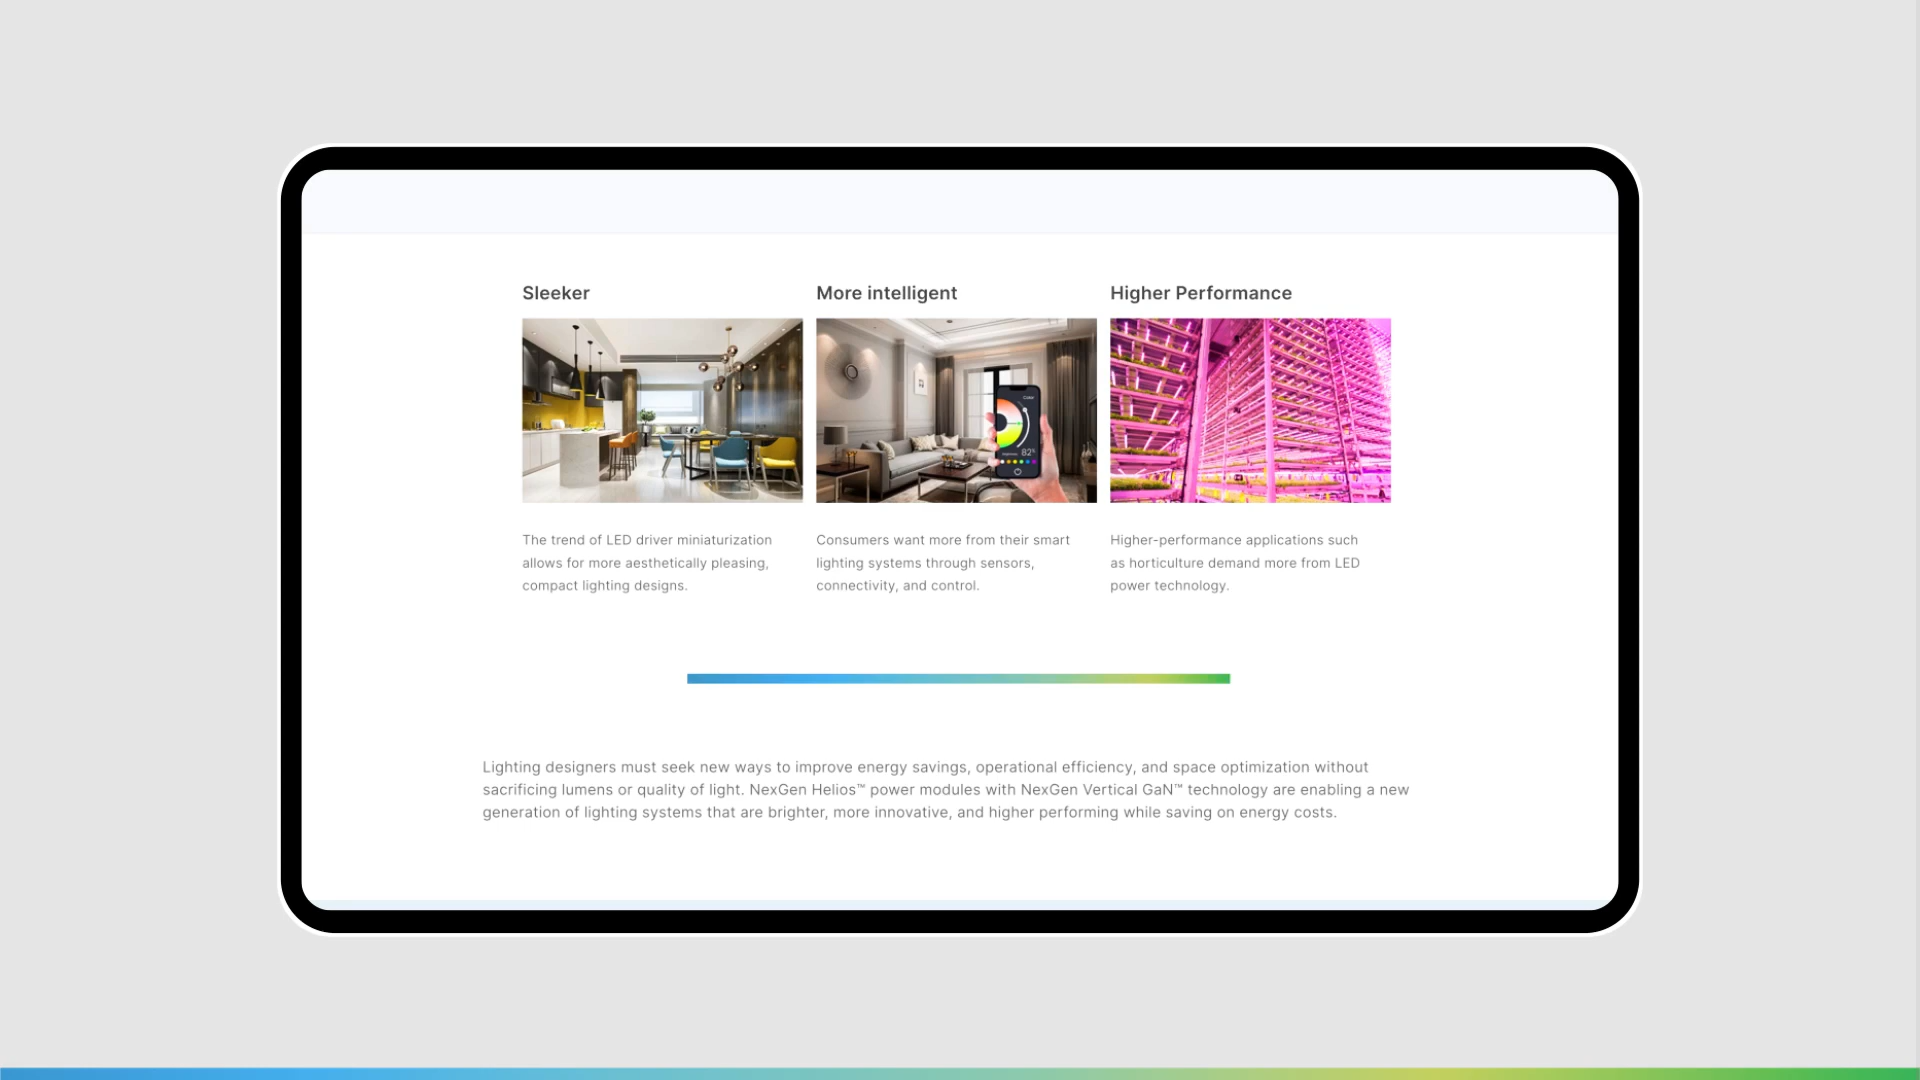 Sleeker
More intelligent
Higher Performance
Color
Brightness 82%
The trend of LED driver miniaturization
allows for more aesthetically pleasing,
compact lighting designs.
Consumers want more from their smart
lighting systems through sensors,
connectivity, and control.
Higher-performance applications such
as horticulture demand more from LED
power technology.
Lighting designers must seek new ways to improve energy savings, operational efficiency, and space optimization without
sacrificing lumens or quality of light. NexGen Helios™ power modules with NexGen Vertical GaN™ technology are enabling a new
generation of lighting systems that are brighter, more innovative, and higher performing while saving on energy costs.